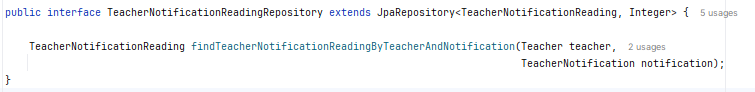 public interface TeacherNotificationReadingRepository extends JpaRepository<TeacherNotificationReading, Integer> { 5 usages
TeacherNotificationReading findTeacherNotificationReadingByTeacherAndNotification(Teacher teacher, 2 usages
TeacherNotification notification);
}